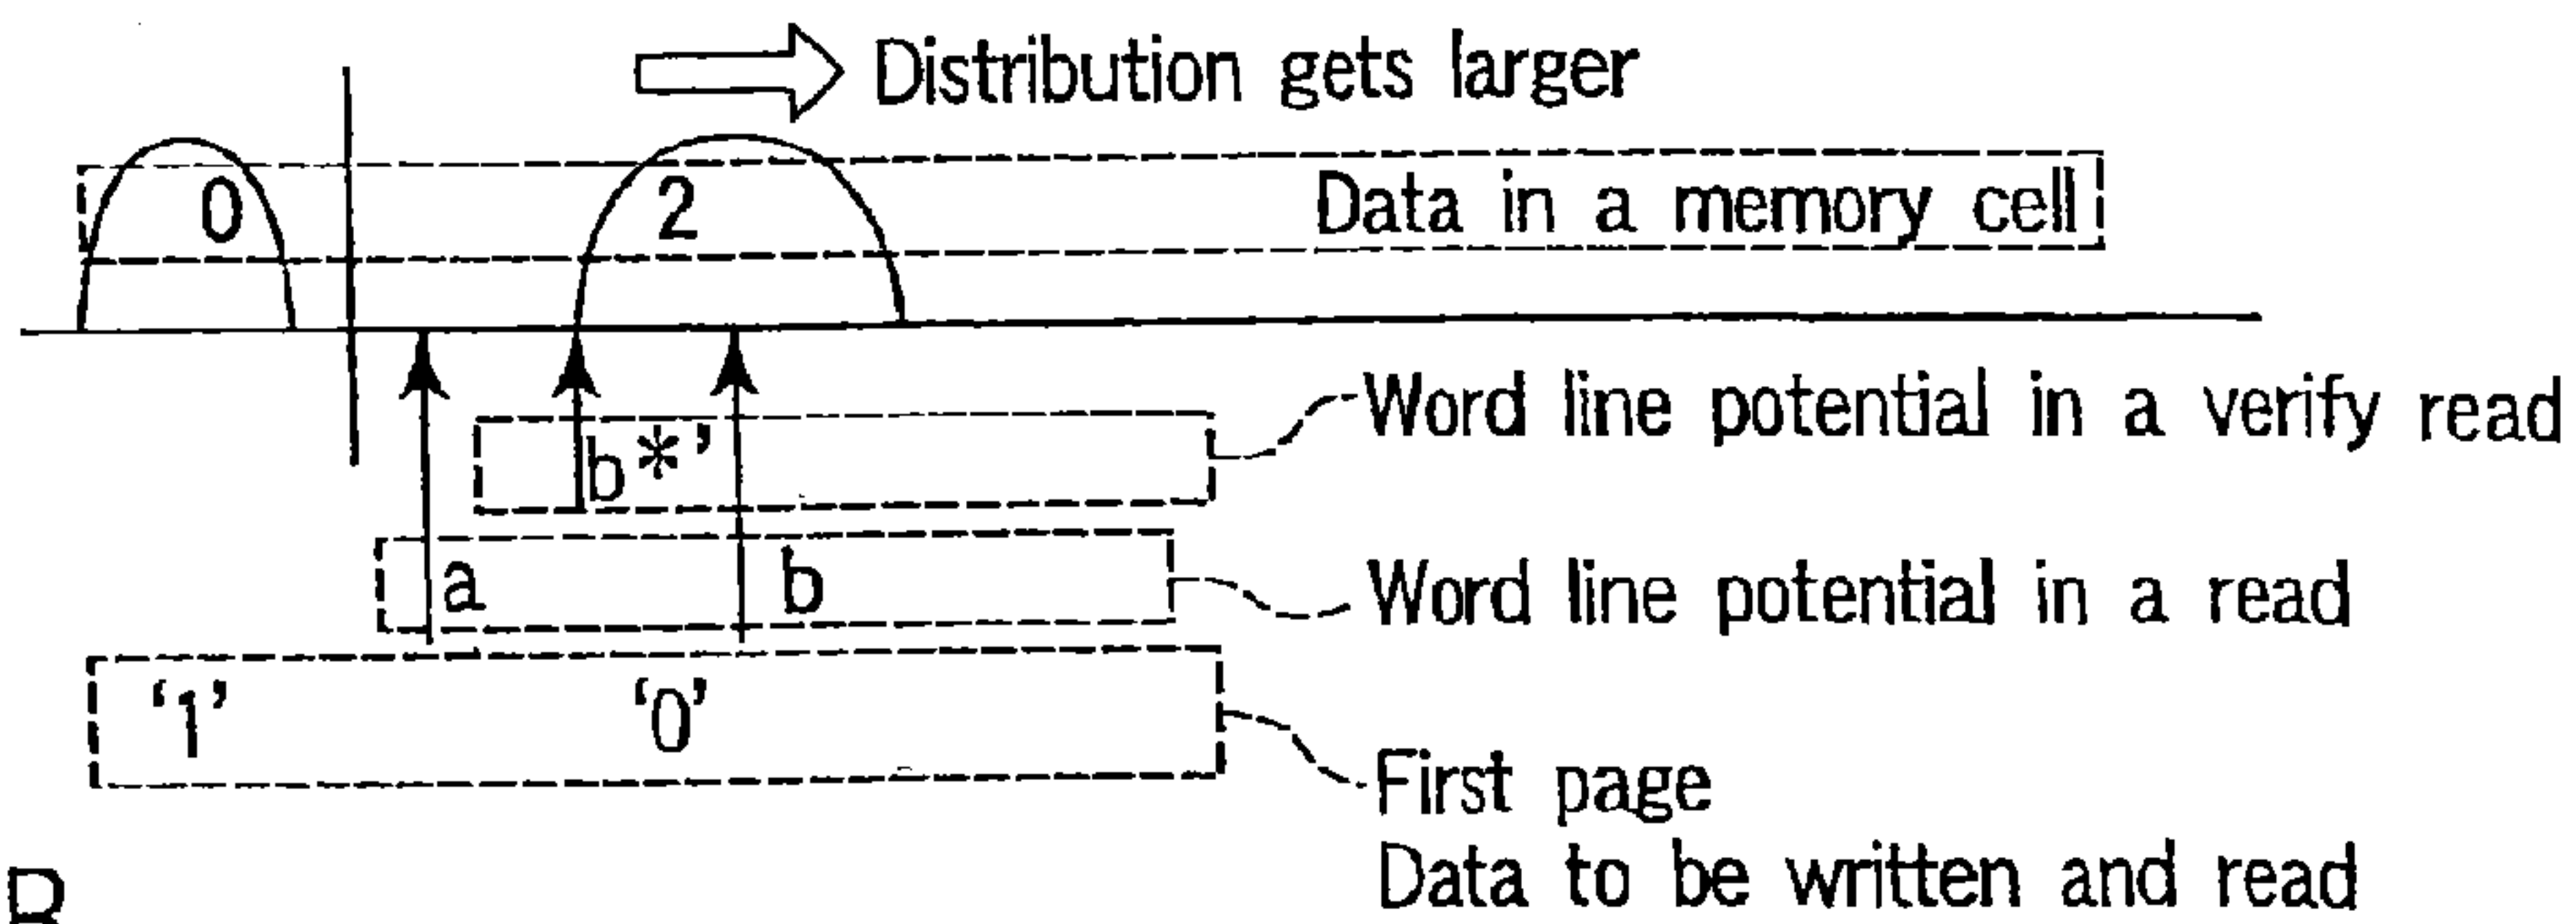 Distribution gets larger
0 2 Data in a memory cell
b*’ Word line potential in a verify read
a b Word line potential in a read
‘1’ ‘0’
First page
Data to be written and read